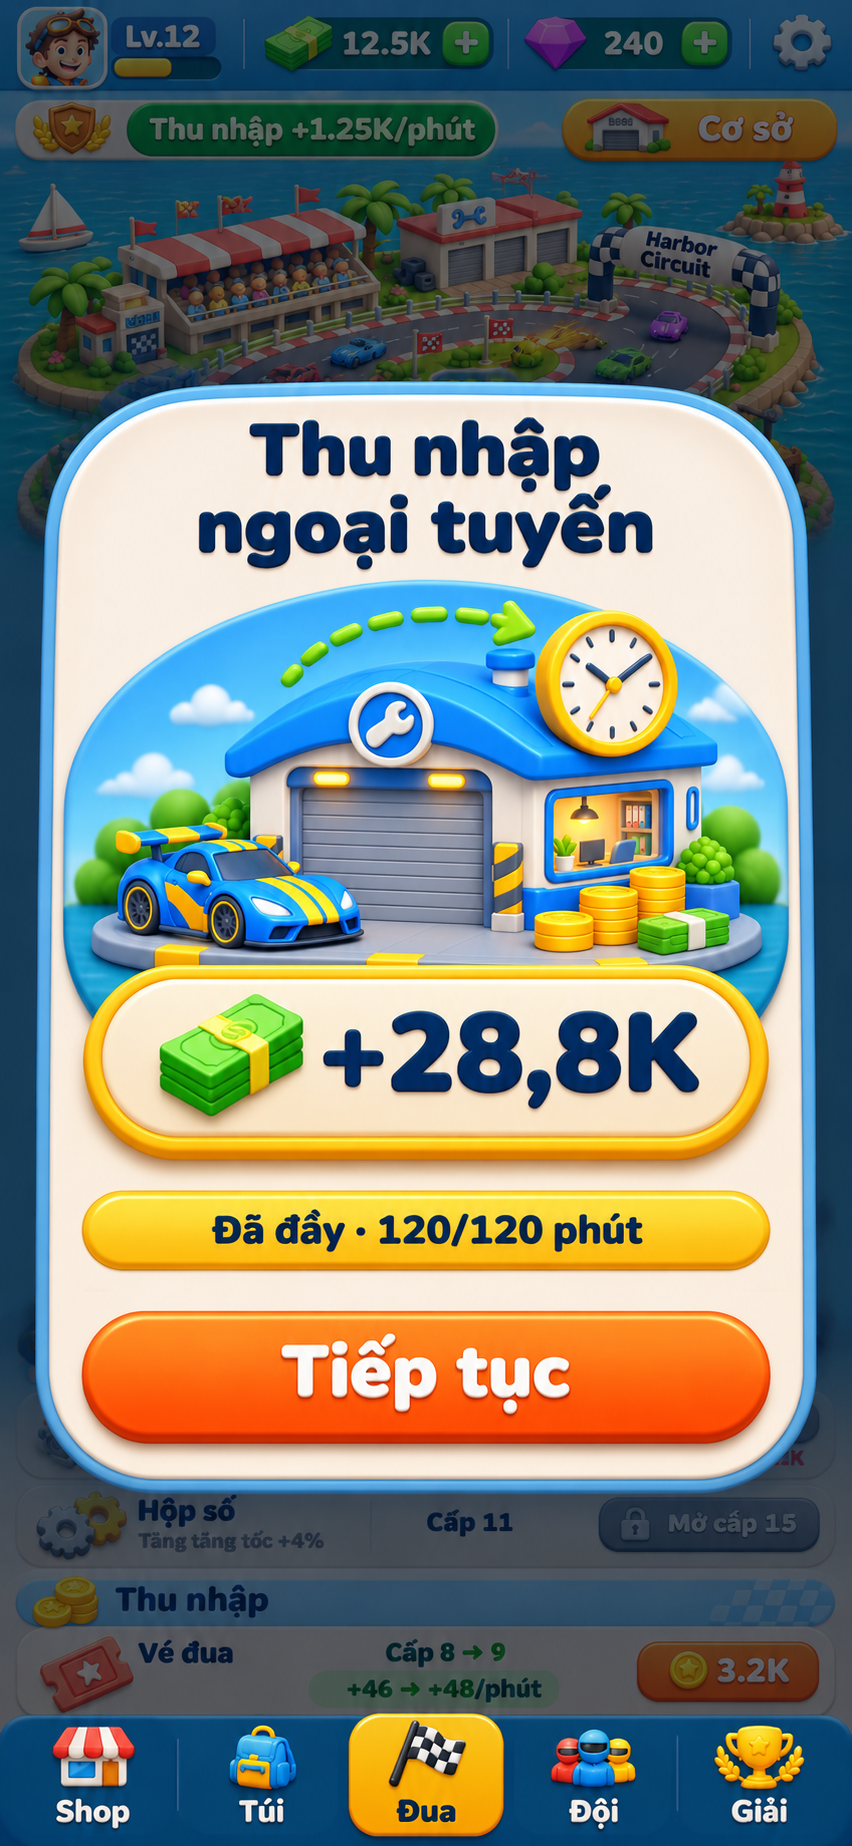 Lv.12
12.5K
240
Thu nhập +1.25K/phút
Cơ sở
Harbor
Circuit
Thu nhập
ngoại tuyến
+28,8K
Đã đầy · 120/120 phút
Tiếp tục
Hộp số
Tăng tăng tốc +4%
Cấp 11
Mở cấp 15
Thu nhập
Vé đua
Cấp 8 → 9
+46 → +48/phút
3.2K
Shop
Túi
Đua
Đội
Giải